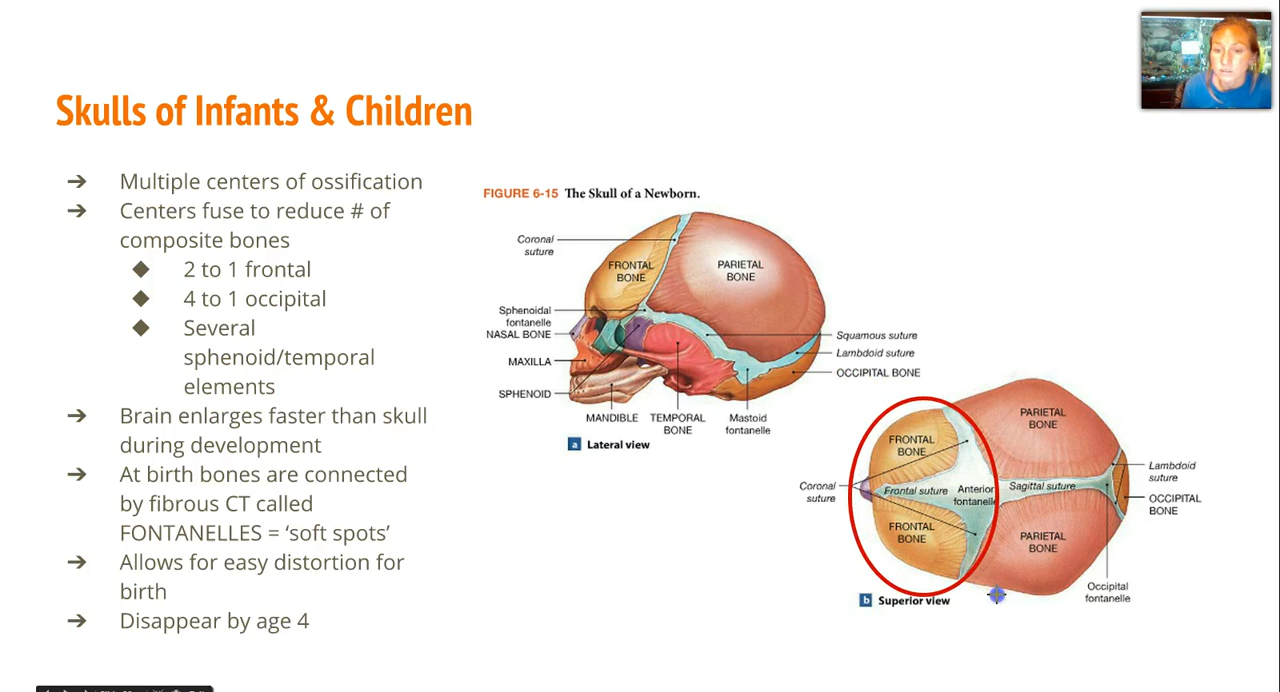 Skulls of Infants & Children
➔ Multiple centers of ossification
➔ Centers fuse to reduce # of
composite bones
◆ 2 to 1 frontal
◆ 4 to 1 occipital
◆ Several
sphenoid/temporal
elements
➔ Brain enlarges faster than skull
during development
➔ At birth bones are connected
by fibrous CT called
FONTANELLES = ‘soft spots’
➔ Allows for easy distortion for
birth
➔ Disappear by age 4
FIGURE 6-15 The Skull of a Newborn.
Coronal
suture
FRONTAL
BONE
PARIETAL
BONE
Sphenoidal
fontanelle
NASAL BONE
MAXILLA
SPHENOID
MANDIBLE
TEMPORAL
BONE
Mastoid
fontanelle
Squamous suture
Lambdoid suture
OCCIPITAL BONE
a Lateral view
PARIETAL
BONE
FRONTAL
BONE
Coronal
suture
Frontal suture
Anterior
fontanelle
Sagittal suture
Lambdoid
suture
OCCIPITAL
BONE
FRONTAL
BONE
PARIETAL
BONE
Occipital
fontanelle
b Superior view